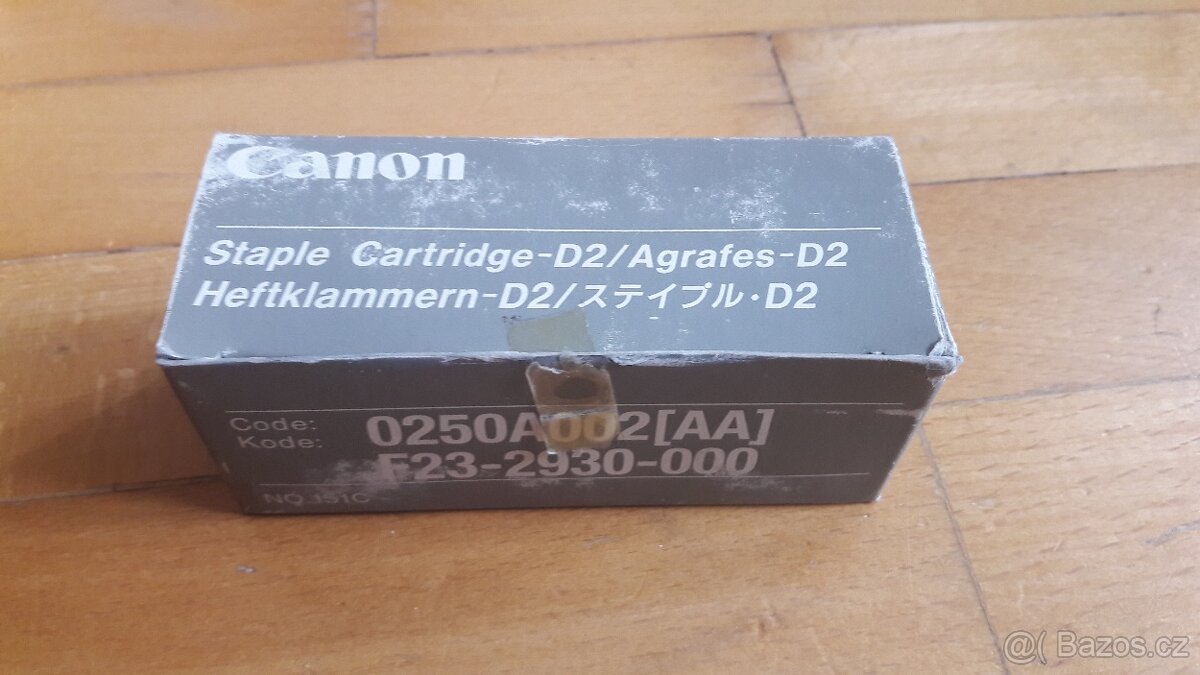 Canon
Staple Cartridge-D2/Agrafes-D2
Heftklammern-D2/ステイプル・D2
Code:
Kode:
0250A002[AA]
F23-2930-000
NO.151C
@( Bazos.cz